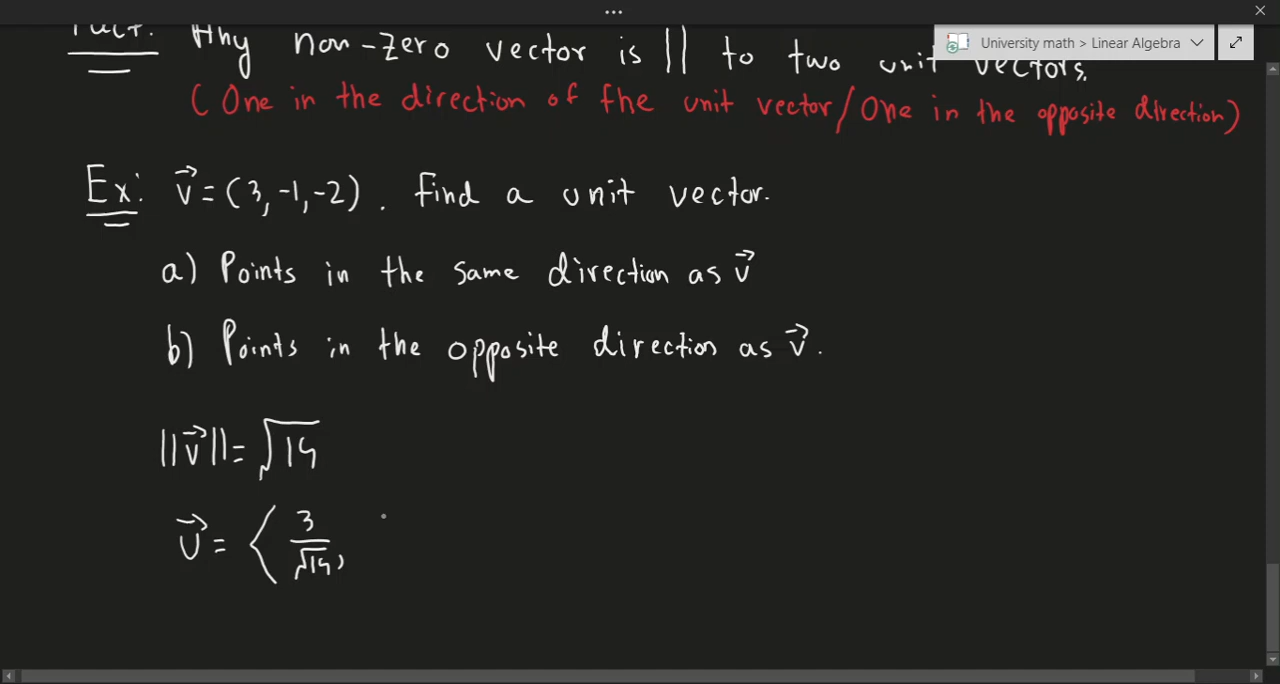 University math > Linear Algebra
Fact: Any non-zero vector is || to two unit vectors.
(One in the direction of the unit vector/One in the opposite direction)
Ex: v⃗ = (3, -1, -2). Find a unit vector.
a) Points in the same direction as v⃗
b) Points in the opposite direction as v⃗.
||v⃗|| = √14
U⃗ = ⟨ 3/√14,